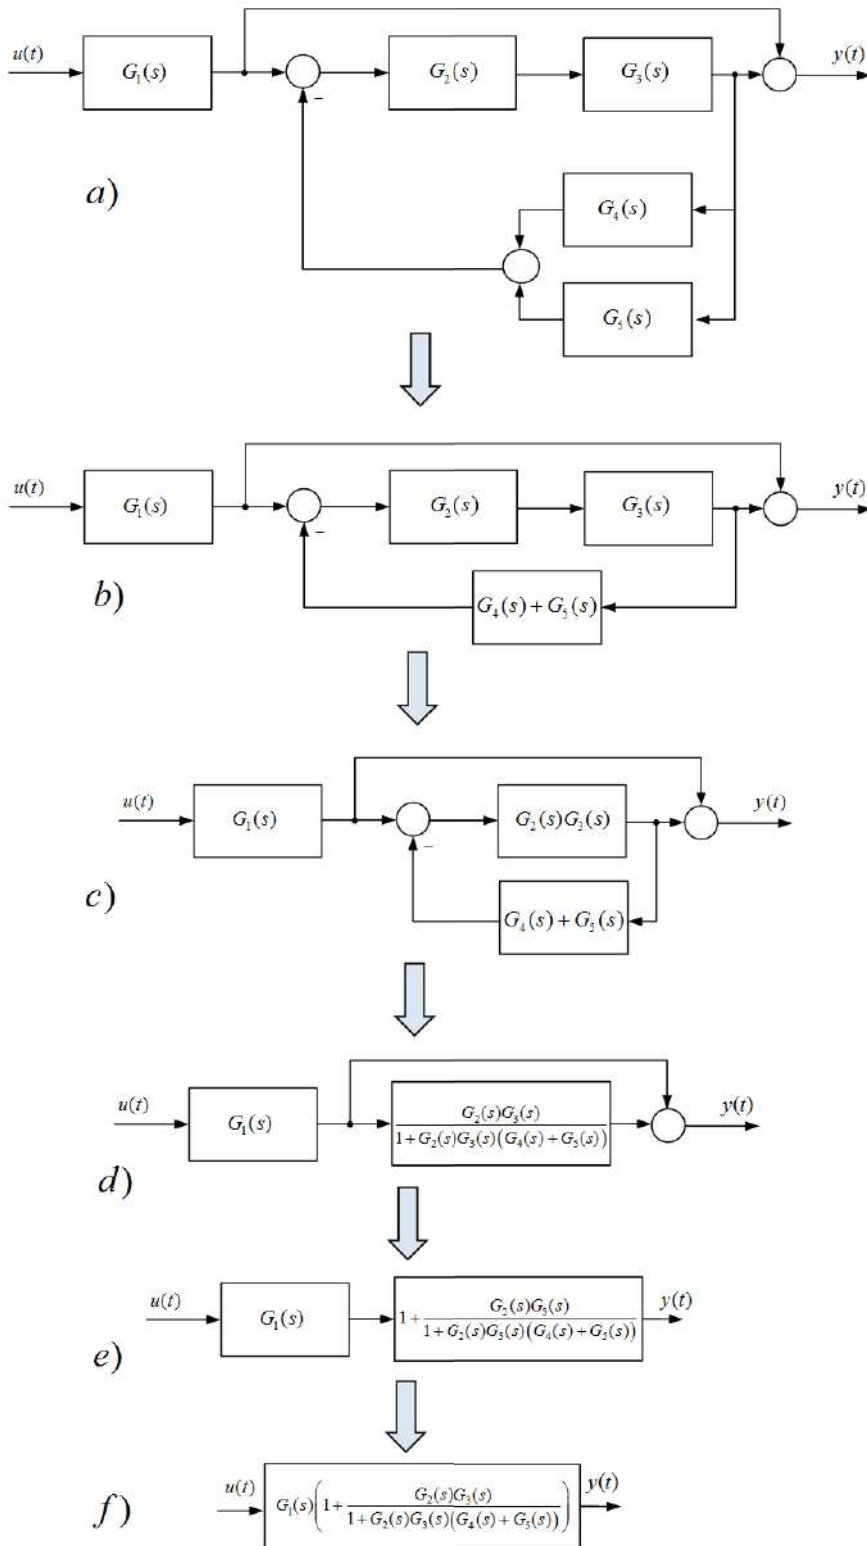 u(t) G₁(s) G₂(s) G₃(s) y(t)
−
a)
G₄(s)
G₅(s)
u(t) G₁(s) G₂(s) G₃(s) y(t)
−
b)
G₄(s)+G₅(s)
u(t) G₁(s) G₂(s)G₃(s) y(t)
−
c)
G₄(s)+G₅(s)
u(t) G₁(s) G₂(s)G₃(s) / 1+G₂(s)G₃(s)(G₄(s)+G₅(s)) y(t)
d)
u(t) G₁(s) 1+ G₂(s)G₃(s) / 1+G₂(s)G₃(s)(G₄(s)+G₅(s)) y(t)
e)
u(t) G₁(s)(1+ G₂(s)G₃(s) / 1+G₂(s)G₃(s)(G₄(s)+G₅(s))) y(t)
f)